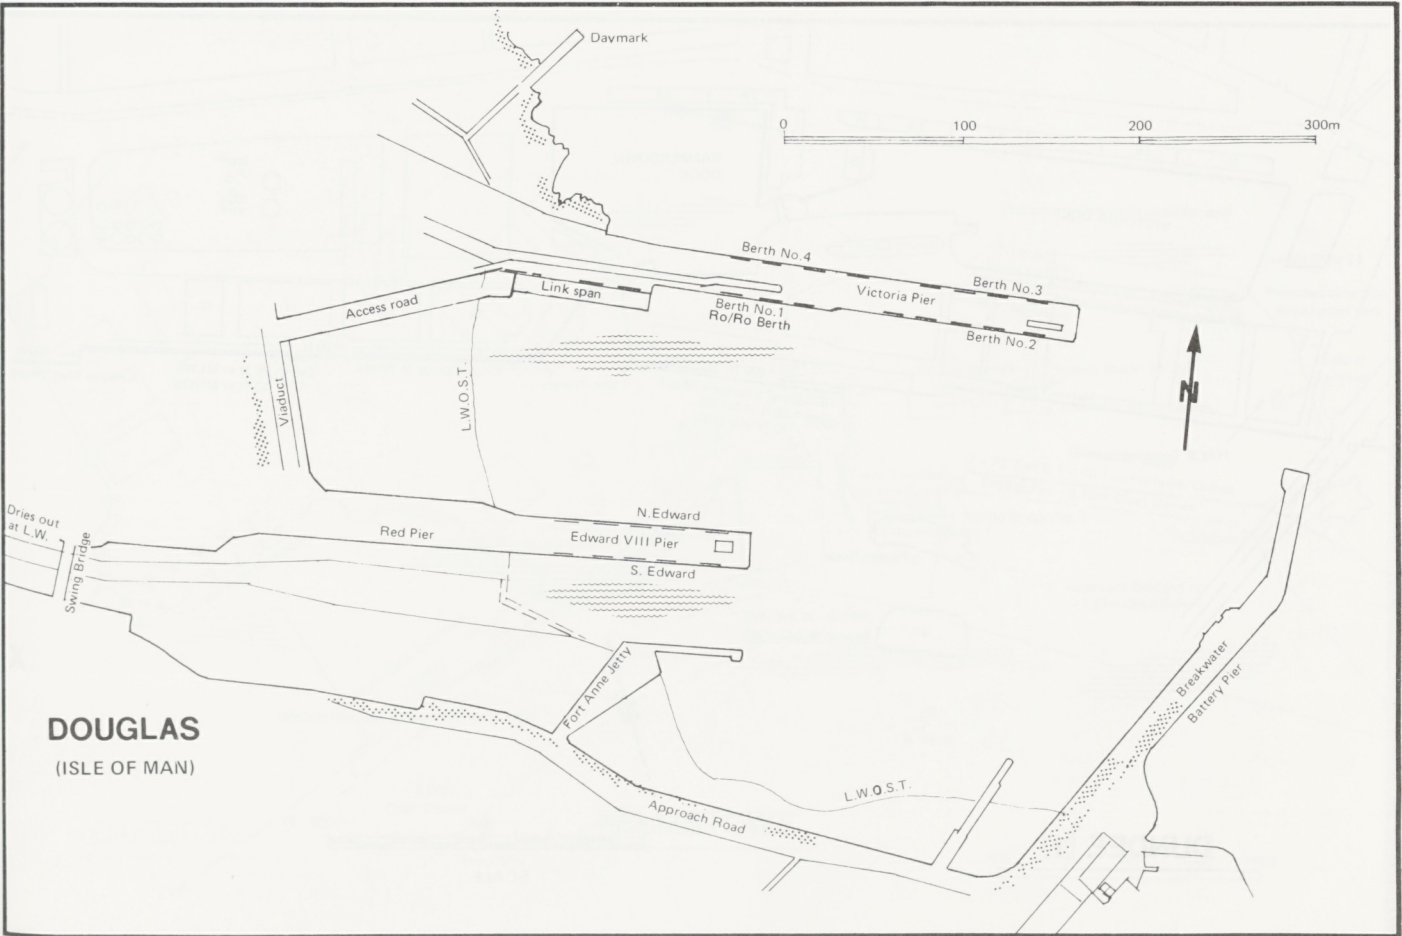 Daymark
0 100 200 300m
Berth No.4
Berth No.3
Victoria Pier
Link span
Access road
Berth No.1
Ro/Ro Berth
Berth No.2
N
Viaduct
L.W.O.S.T.
Dries out
at L.W.
Swing Bridge
Red Pier
N.Edward
Edward VIII Pier
S. Edward
Fort Anne Jetty
Breakwater
Battery Pier
DOUGLAS
(ISLE OF MAN)
L.W.O.S.T.
Approach Road